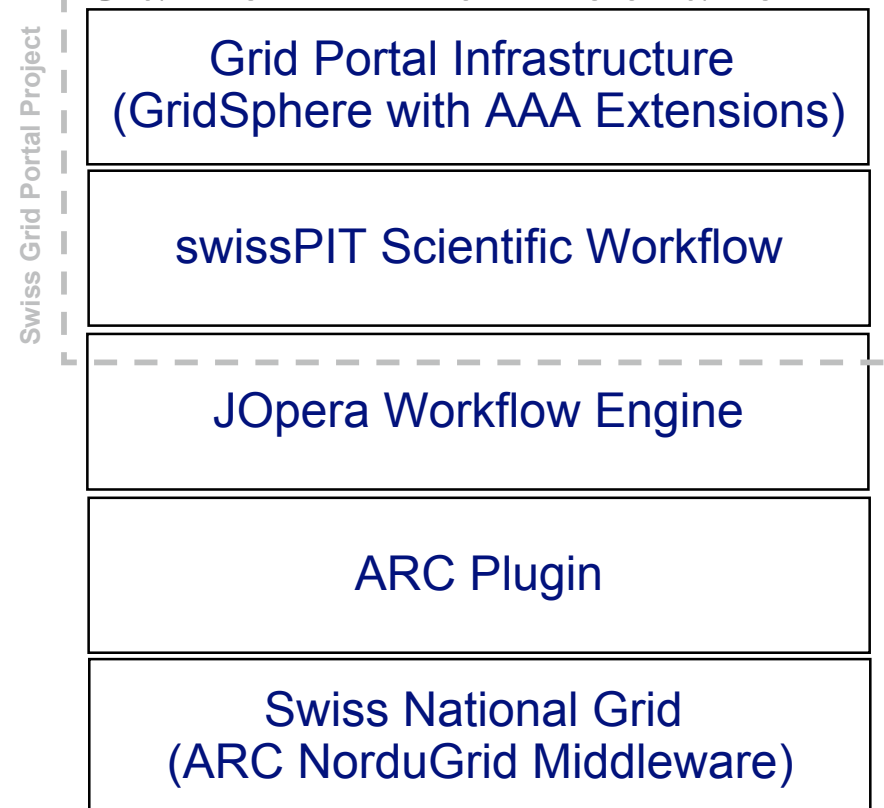 Swiss Grid Portal Project
Grid Portal Infrastructure
(GridSphere with AAA Extensions)
swissPIT Scientific Workflow
JOpera Workflow Engine
ARC Plugin
Swiss National Grid
(ARC NorduGrid Middleware)